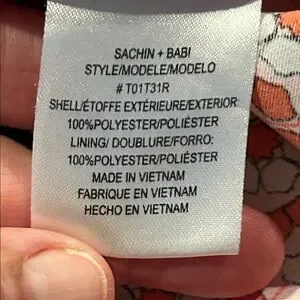 SACHIN + BABI
STYLE/MODELE/MODELO
# T01T31R
SHELL/ÉTOFFE EXTÉRIEURE/EXTERIOR:
100%POLYESTER/POLIÉSTER
LINING/ DOUBLURE/FORRO:
100%POLYESTER/POLIÉSTER
MADE IN VIETNAM
FABRIQUE EN VIETNAM
HECHO EN VIETNAM